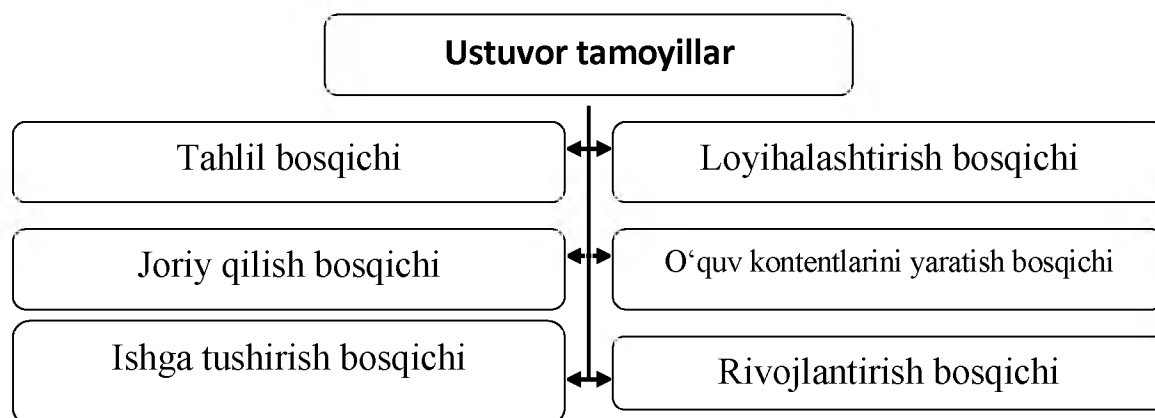 Ustuvor tamoyillar
Tahlil bosqichi
Loyihalashtirish bosqichi
Joriy qilish bosqichi
O‘quv kontentlarini yaratish bosqichi
Ishga tushirish bosqichi
Rivojlantirish bosqichi